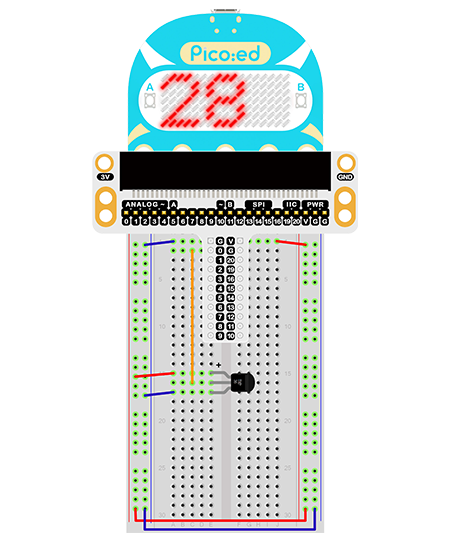 Pico:ed
A B
28
3V GND
ANALOG ~ A ~ B SPI IIC PWR
0 1 2 3 4 5 6 7 8 9 10 11 12 13 14 15 16 19 20 V G G
G V
0 G
1 20
2 19
3 16
4 15
5 14
6 13
7 12
8 11
9 10
5 5
10 10
+
15 15
20 20
25 25
30 30
A B C D E F G H I J